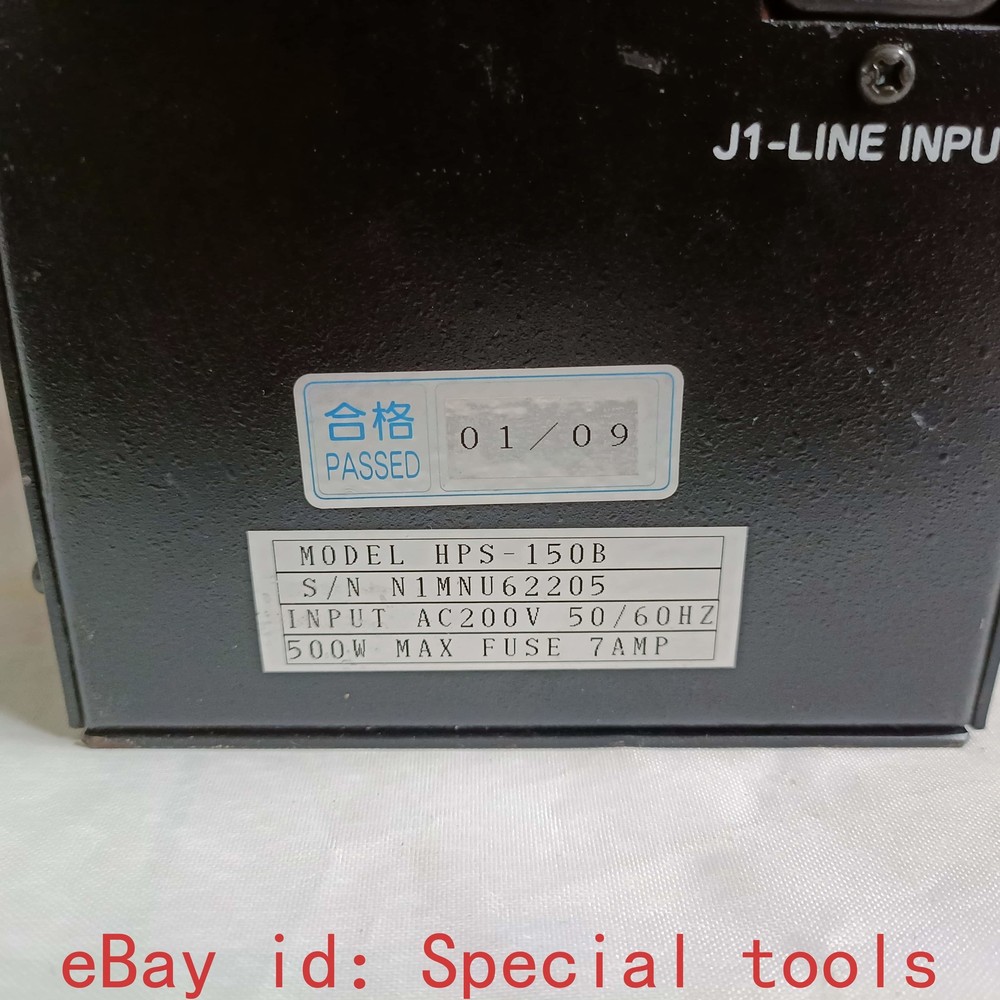 J1-LINE INPU
合格
PASSED
01/09
MODEL HPS-150B
S/N N1MNU62205
INPUT AC200V 50/60HZ
500W MAX FUSE 7AMP
eBay id: Special tools